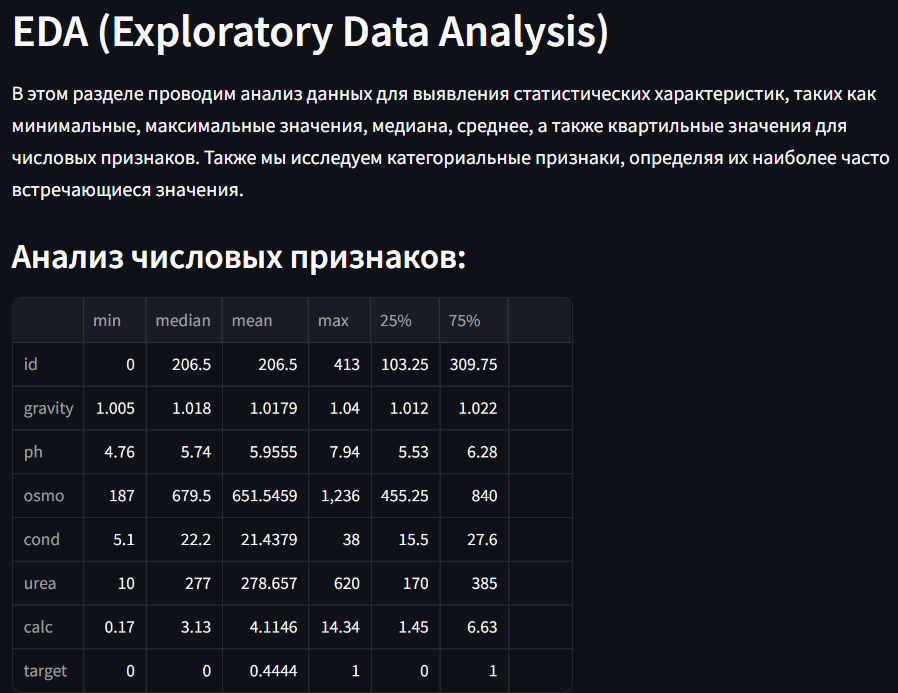 EDA (Exploratory Data Analysis)
В этом разделе проводим анализ данных для выявления статистических характеристик, таких как
минимальные, максимальные значения, медиана, среднее, а также квартильные значения для
числовых признаков. Также мы исследуем категориальные признаки, определяя их наиболее часто
встречающиеся значения.
Анализ числовых признаков:
min median mean max 25% 75%
id 0 206.5 206.5 413 103.25 309.75
gravity 1.005 1.018 1.0179 1.04 1.012 1.022
ph 4.76 5.74 5.9555 7.94 5.53 6.28
osmo 187 679.5 651.5459 1,236 455.25 840
cond 5.1 22.2 21.4379 38 15.5 27.6
urea 10 277 278.657 620 170 385
calc 0.17 3.13 4.1146 14.34 1.45 6.63
target 0 0 0.4444 1 0 1